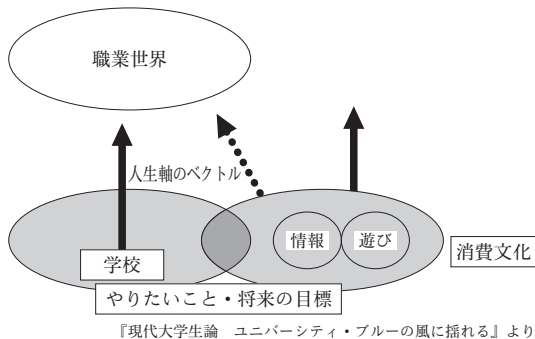 職業世界
人生軸のベクトル
情報
遊び
消費文化
学校
やりたいこと・将来の目標
『現代大学生論　ユニバーシティ・ブルーの風に揺れる』より